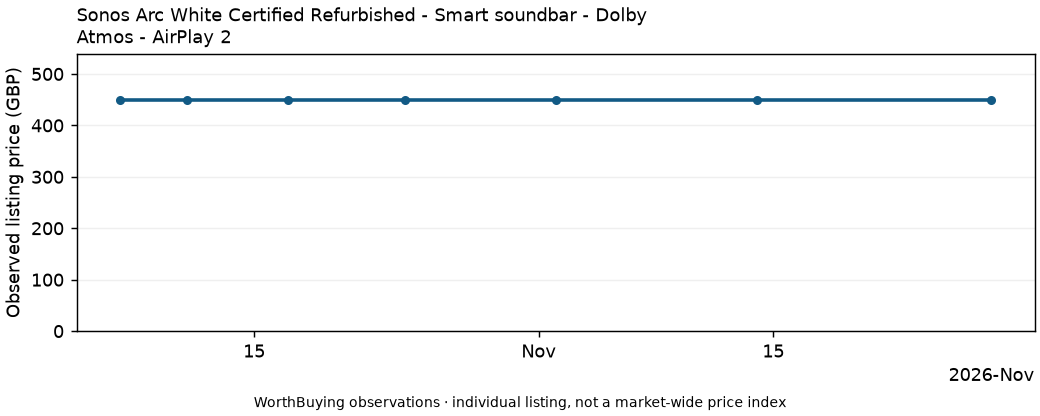 Sonos Arc White Certified Refurbished - Smart soundbar - Dolby
Atmos - AirPlay 2
Observed listing price (GBP)
500
400
300
200
100
0
15
Nov
15
2026-Nov
WorthBuying observations · individual listing, not a market-wide price index